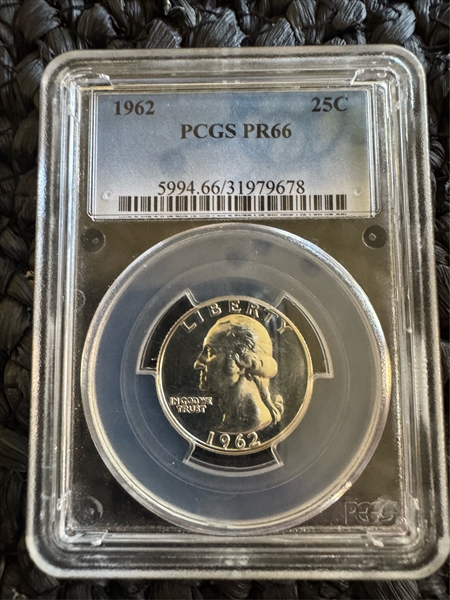 1962 25C
PCGS PR66
5994.66/31979678
LIBERTY
IN GOD WE
TRUST
1962
PCGS